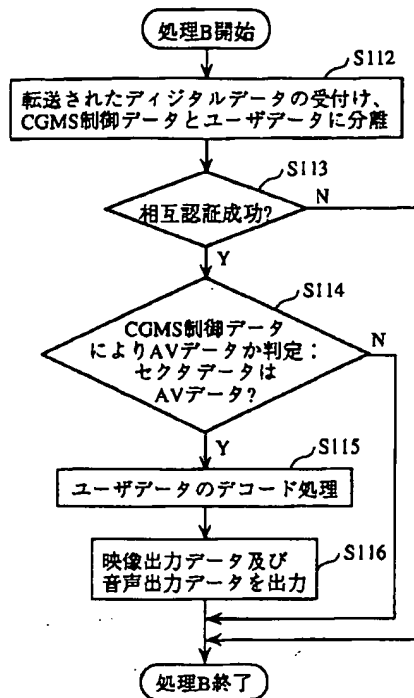 処理B開始
S112
転送されたディジタルデータの受付け、
CGMS制御データとユーザデータに分離
S113
相互認証成功?
N
Y
S114
CGMS制御データ
によりAVデータか判定:
セクタデータは
AVデータ?
N
Y
S115
ユーザデータのデコード処理
S116
映像出力データ及び
音声出力データを出力
処理B終了